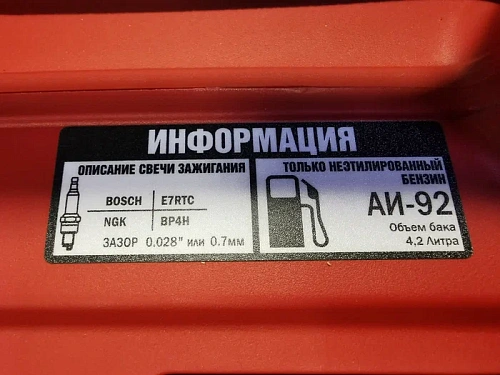 ИНФОРМАЦИЯ
ОПИСАНИЕ СВЕЧИ ЗАЖИГАНИЯ
BOSCH E7RTC
NGK BP4H
ЗАЗОР 0.028" или 0.7мм
ТОЛЬКО НЕЭТИЛИРОВАННЫЙ
БЕНЗИН
АИ-92
Объем бака
4,2 Литра